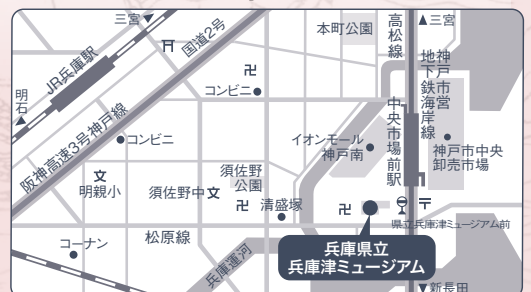 三宮
国道2号
本町公園
高松線
三宮
JR兵庫駅
コンビニ
神戸市営
地下鉄海岸線
明石
阪神高速3号神戸線
コンビニ
イオンモール
神戸南
中央市場前駅
神戸市中央
卸売市場
文
明親小
須佐野中文
須佐野
公園
清盛塚
県立兵庫津ミュージアム前
コーナン
松原線
兵庫運河
兵庫県立
兵庫津ミュージアム
新長田